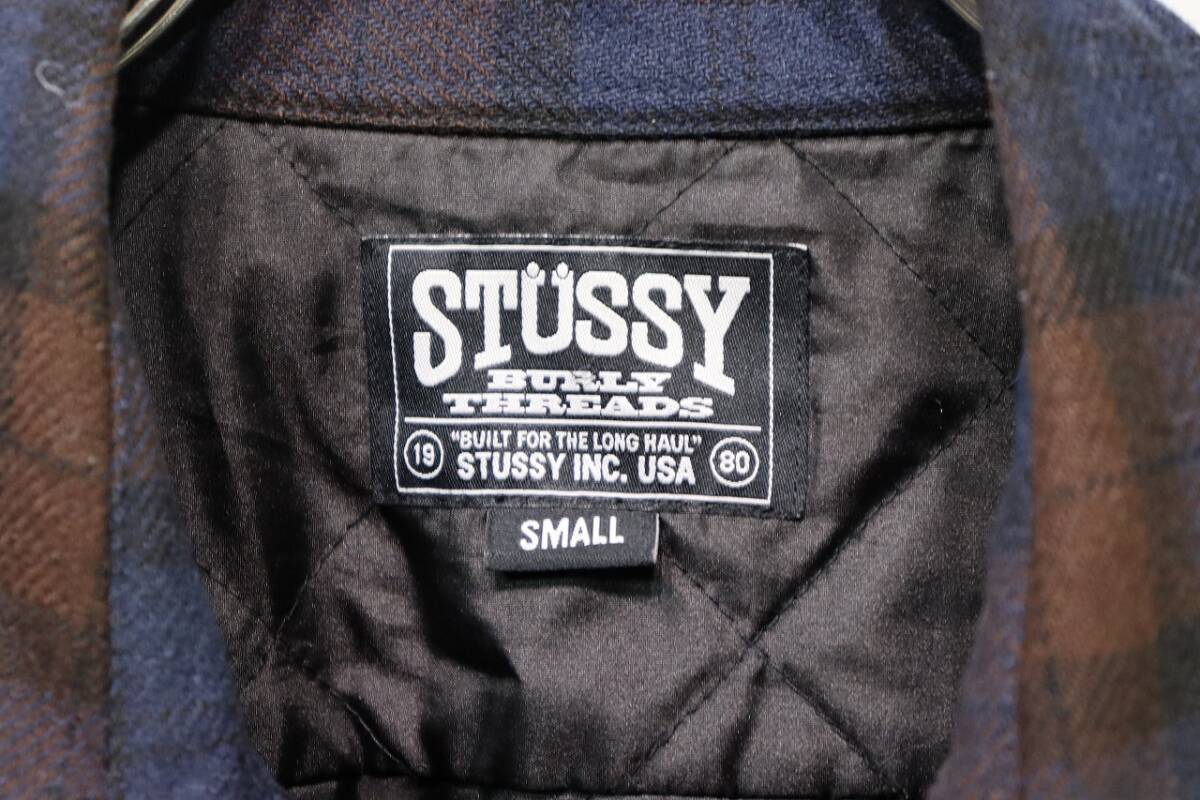 STÜSSY
BURLY
THREADS
19 "BUILT FOR THE LONG HAUL" 80
STUSSY INC. USA
SMALL